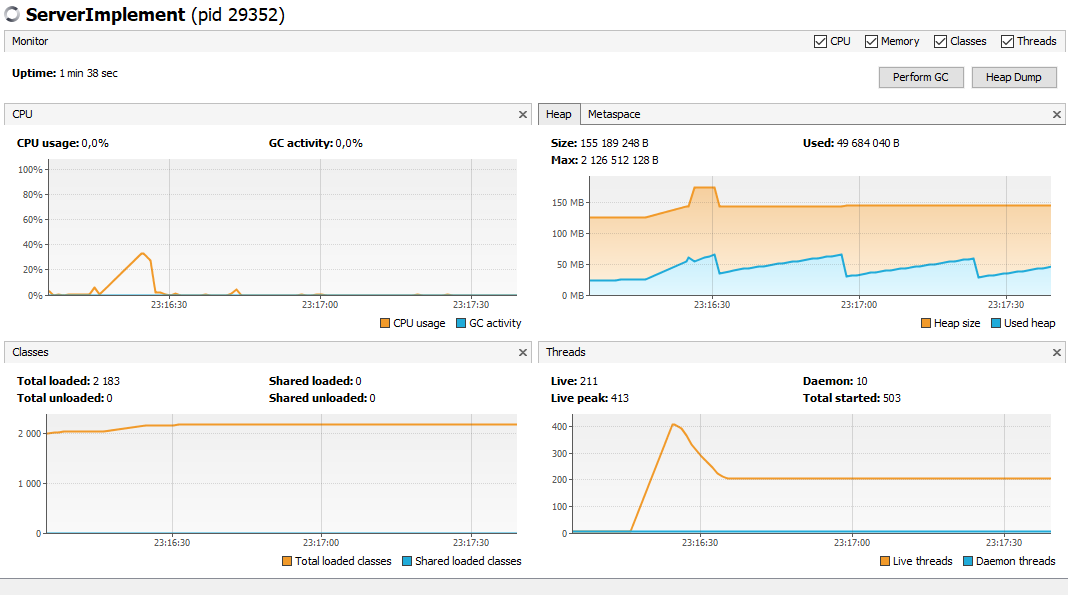 ServerImplement (pid 29352)
Monitor
CPU Memory Classes Threads
Uptime: 1 min 38 sec
Perform GC Heap Dump
CPU
CPU usage: 0,0% GC activity: 0,0%
100%
80%
60%
40%
20%
0%
23:16:30 23:17:00 23:17:30
CPU usage GC activity
Heap Metaspace
Size: 155 189 248 B Used: 49 684 040 B
Max: 2 126 512 128 B
150 MB
100 MB
50 MB
0 MB
23:16:30 23:17:00 23:17:30
Heap size Used heap
Classes
Total loaded: 2 183 Shared loaded: 0
Total unloaded: 0 Shared unloaded: 0
2 000
1 000
0
23:16:30 23:17:00 23:17:30
Total loaded classes Shared loaded classes
Threads
Live: 211 Daemon: 10
Live peak: 413 Total started: 503
400
300
200
100
0
23:16:30 23:17:00 23:17:30
Live threads Daemon threads